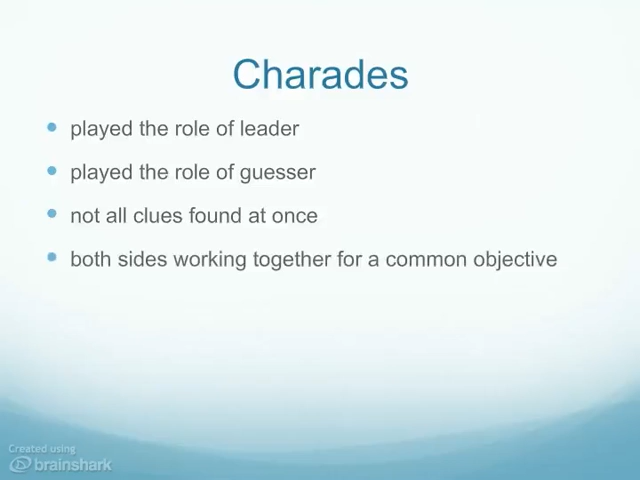 Charades
played the role of leader
played the role of guesser
not all clues found at once
both sides working together for a common objective
Created using
brainshark